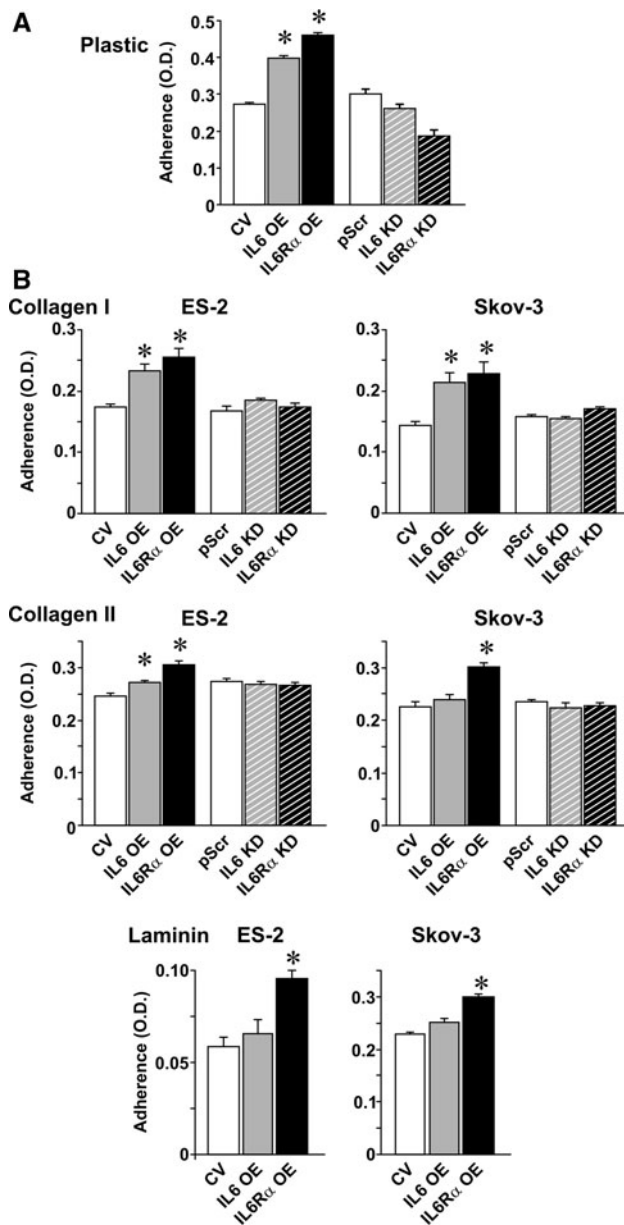 A
Plastic
Adherence (O.D.)
0.5
0.4
0.3
0.2
0.1
0
*
*
CV
IL6 OE
IL6Rα OE
pScr
IL6 KD
IL6Rα KD
B
Collagen I
ES-2
Adherence (O.D.)
0.3
0.2
0.1
0
*
*
CV
IL6 OE
IL6Rα OE
pScr
IL6 KD
IL6Rα KD
Skov-3
0.3
0.2
0.1
0
*
*
CV
IL6 OE
IL6Rα OE
pScr
IL6 KD
IL6Rα KD
Collagen II
ES-2
Adherence (O.D.)
0.3
0.2
0.1
0
*
*
CV
IL6 OE
IL6Rα OE
pScr
IL6 KD
IL6Rα KD
Skov-3
0.3
0.2
0.1
0
*
CV
IL6 OE
IL6Rα OE
pScr
IL6 KD
IL6Rα KD
Laminin
ES-2
Adherence (O.D.)
0.10
0.05
0
*
CV
IL6 OE
IL6Rα OE
Skov-3
0.3
0.2
0.1
0
*
CV
IL6 OE
IL6Rα OE